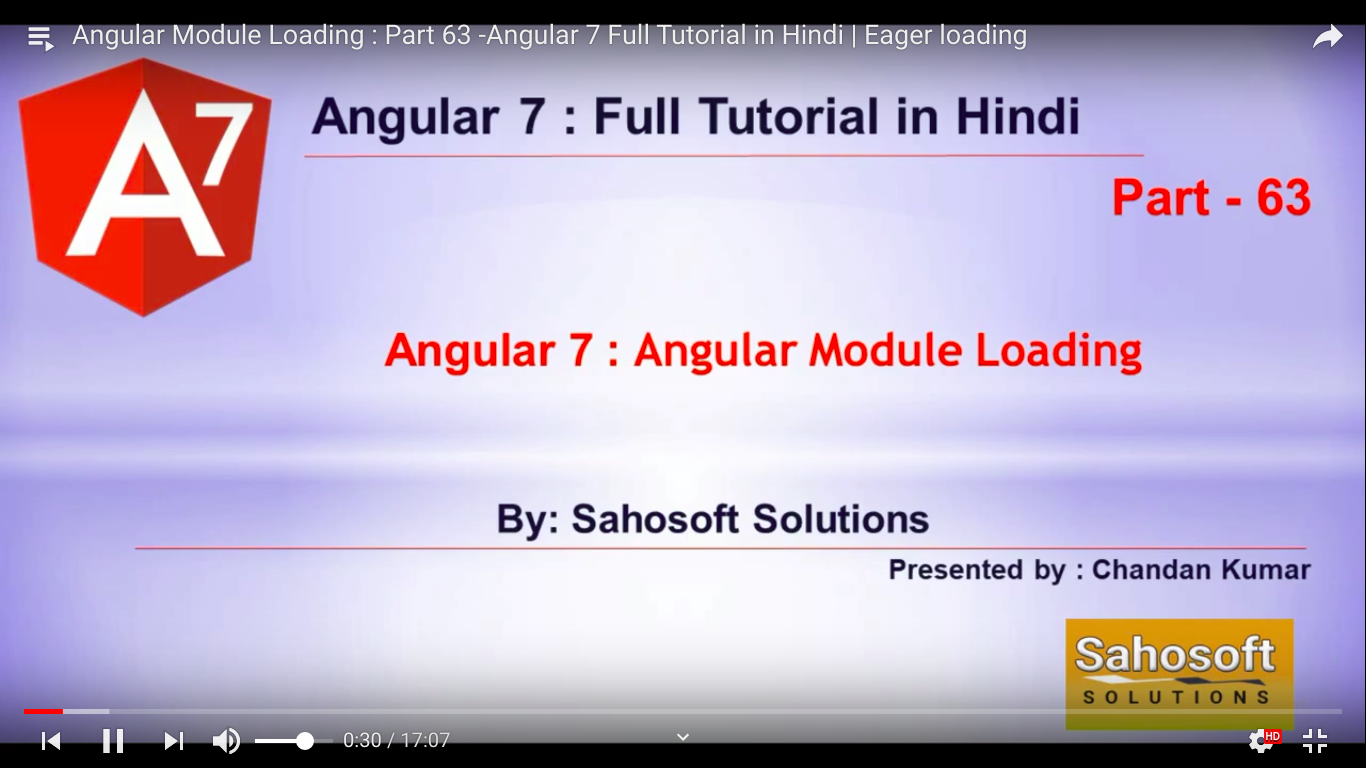 Angular Module Loading : Part 63 -Angular 7 Full Tutorial in Hindi | Eager loading
A7
Angular 7 : Full Tutorial in Hindi
Part - 63
Angular 7 : Angular Module Loading
By: Sahosoft Solutions
Presented by : Chandan Kumar
Sahosoft
SOLUTIONS
0:30 / 17:07
HD